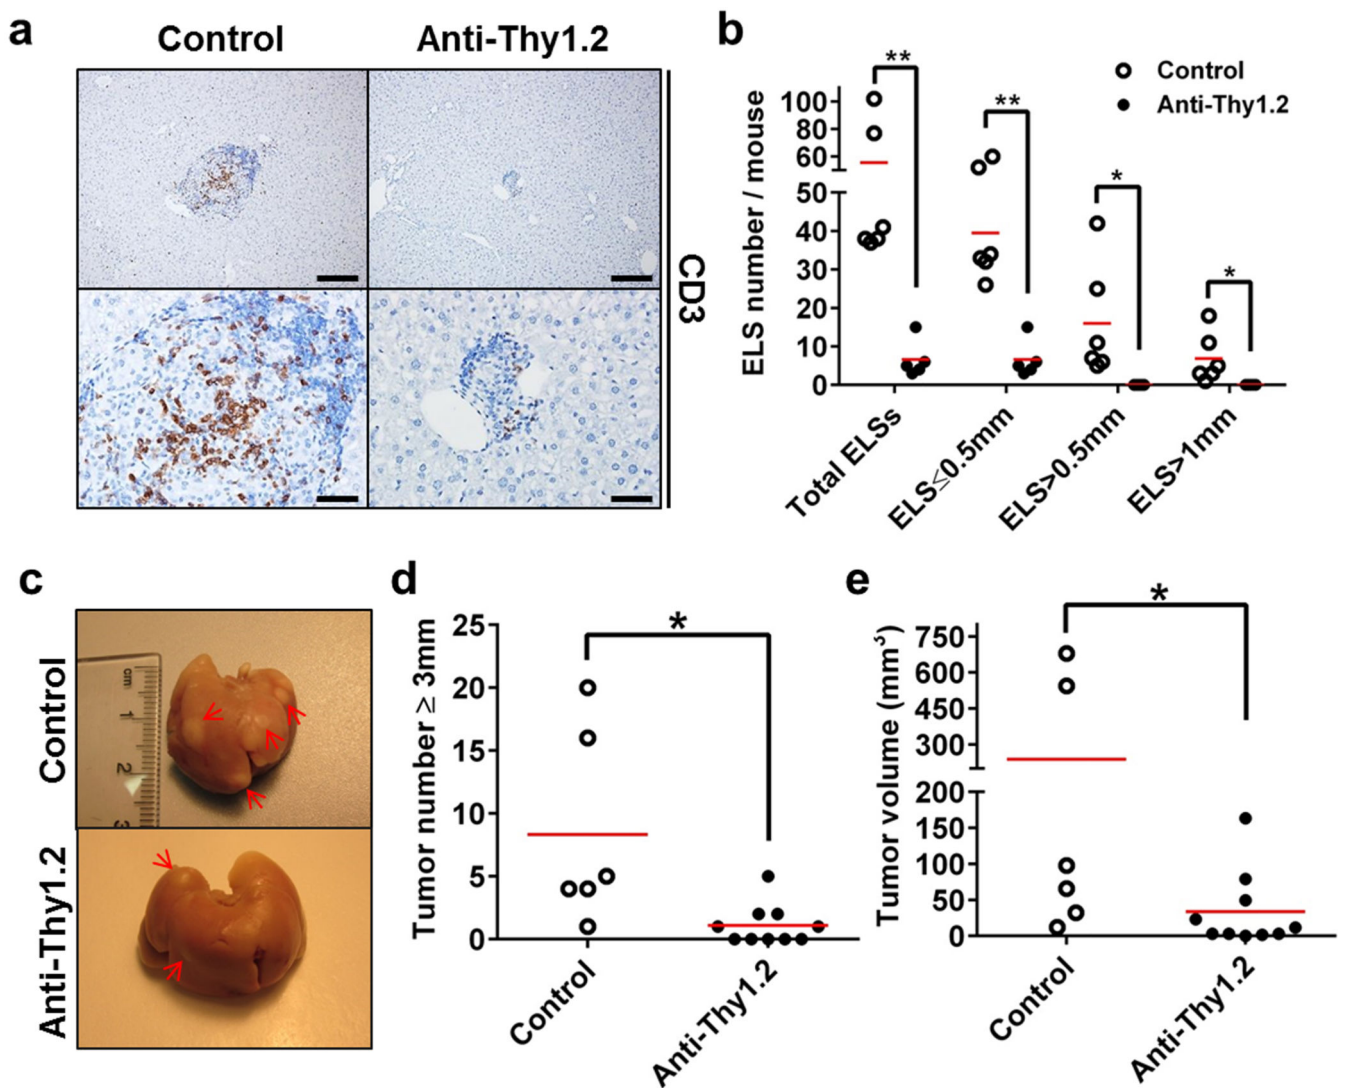 a
Control
Anti-Thy1.2
CD3
b
ELS number / mouse
100
80
60
50
40
30
20
10
0
**
**
*
*
Control
Anti-Thy1.2
Total ELSs
ELS≤0.5mm
ELS>0.5mm
ELS>1mm
c
Control
Anti-Thy1.2
cm
1
2
3
d
Tumor number ≥ 3mm
25
20
15
10
5
0
*
Control
Anti-Thy1.2
e
Tumor volume (mm³)
750
600
450
300
200
150
100
50
0
*
Control
Anti-Thy1.2